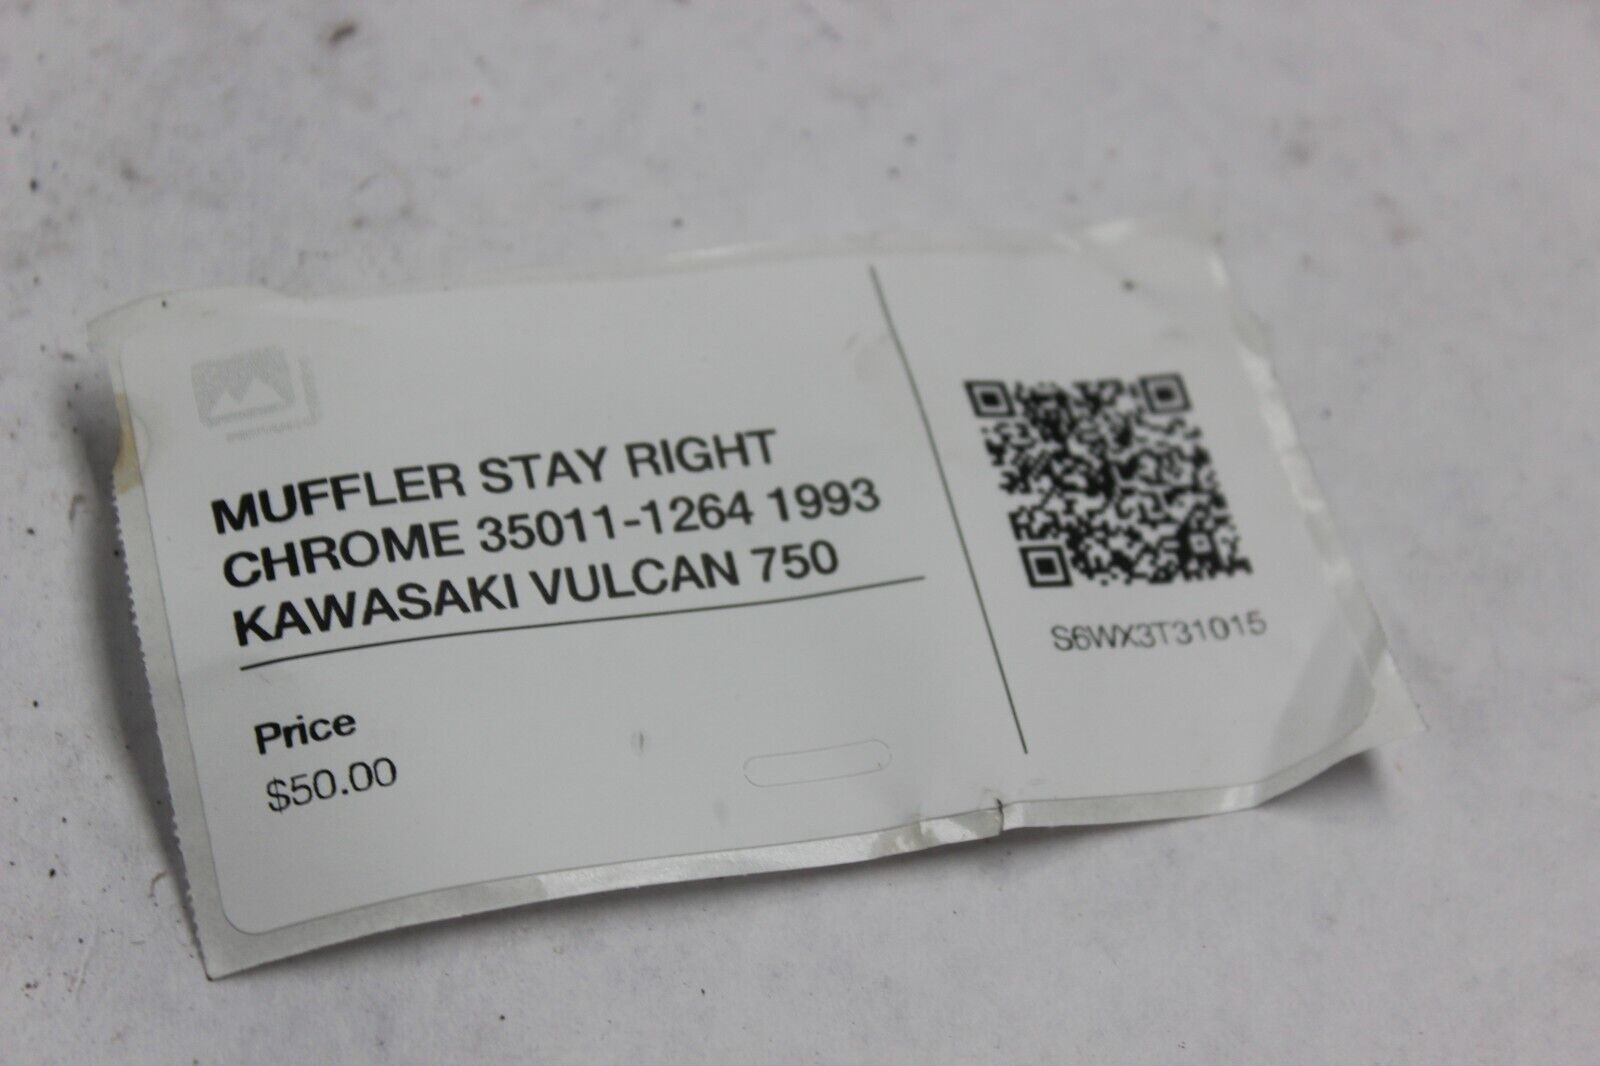 MUFFLER STAY RIGHT
CHROME 35011-1264 1993
KAWASAKI VULCAN 750
Price
$50.00
S6WX3T31015